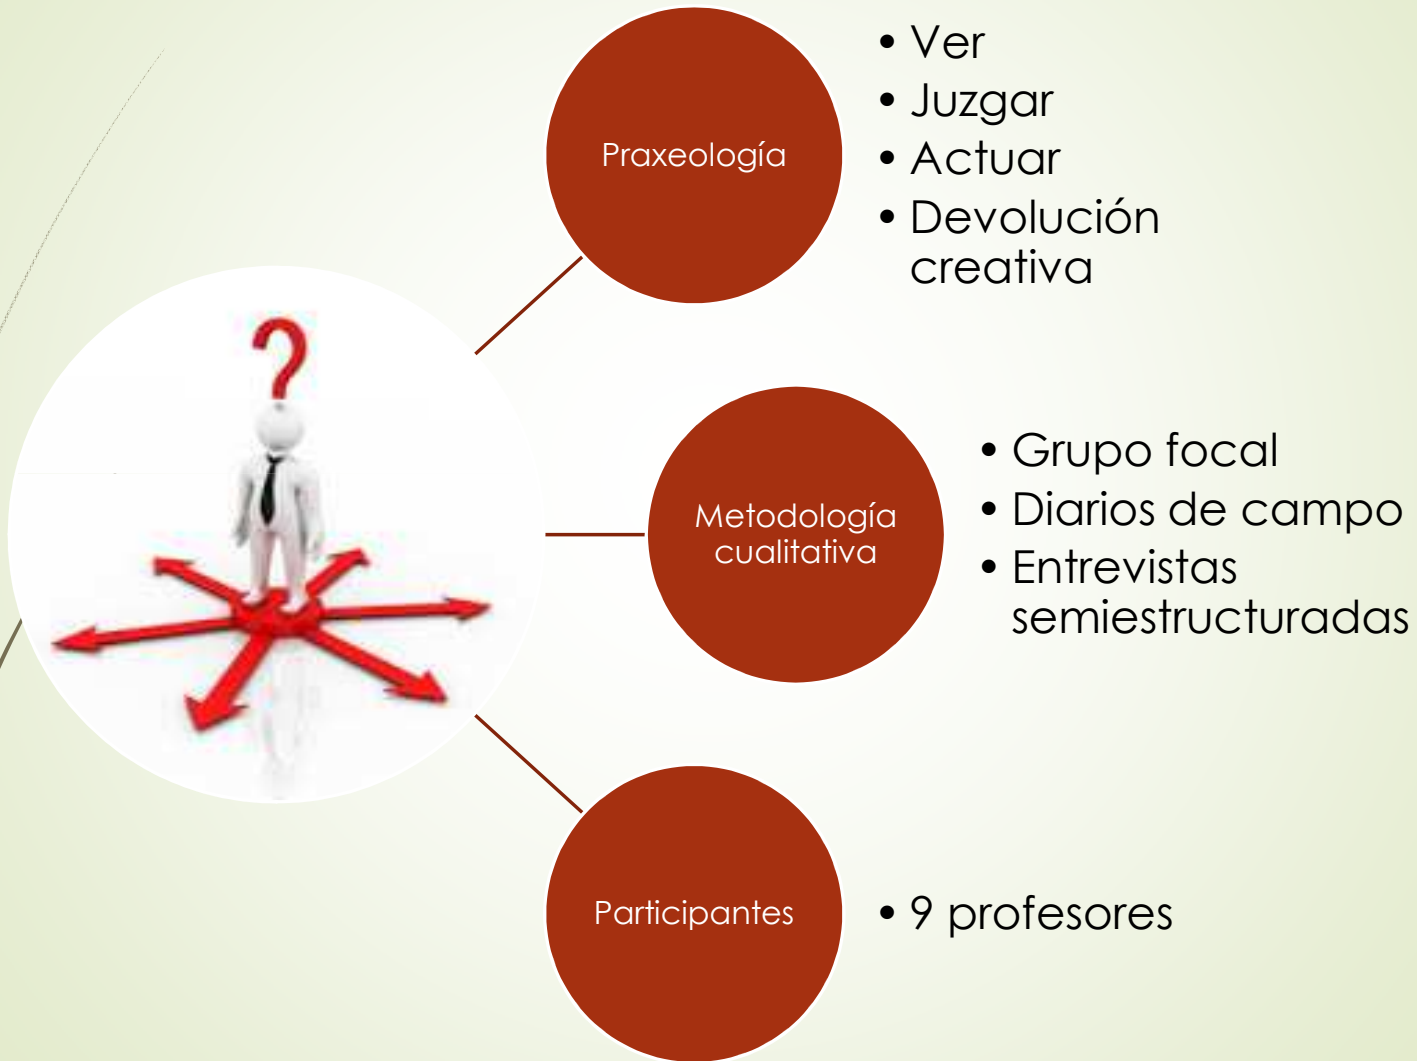 Praxeología
• Ver
• Juzgar
• Actuar
• Devolución
creativa
Metodología
cualitativa
• Grupo focal
• Diarios de campo
• Entrevistas
semiestructuradas
Participantes
• 9 profesores
?